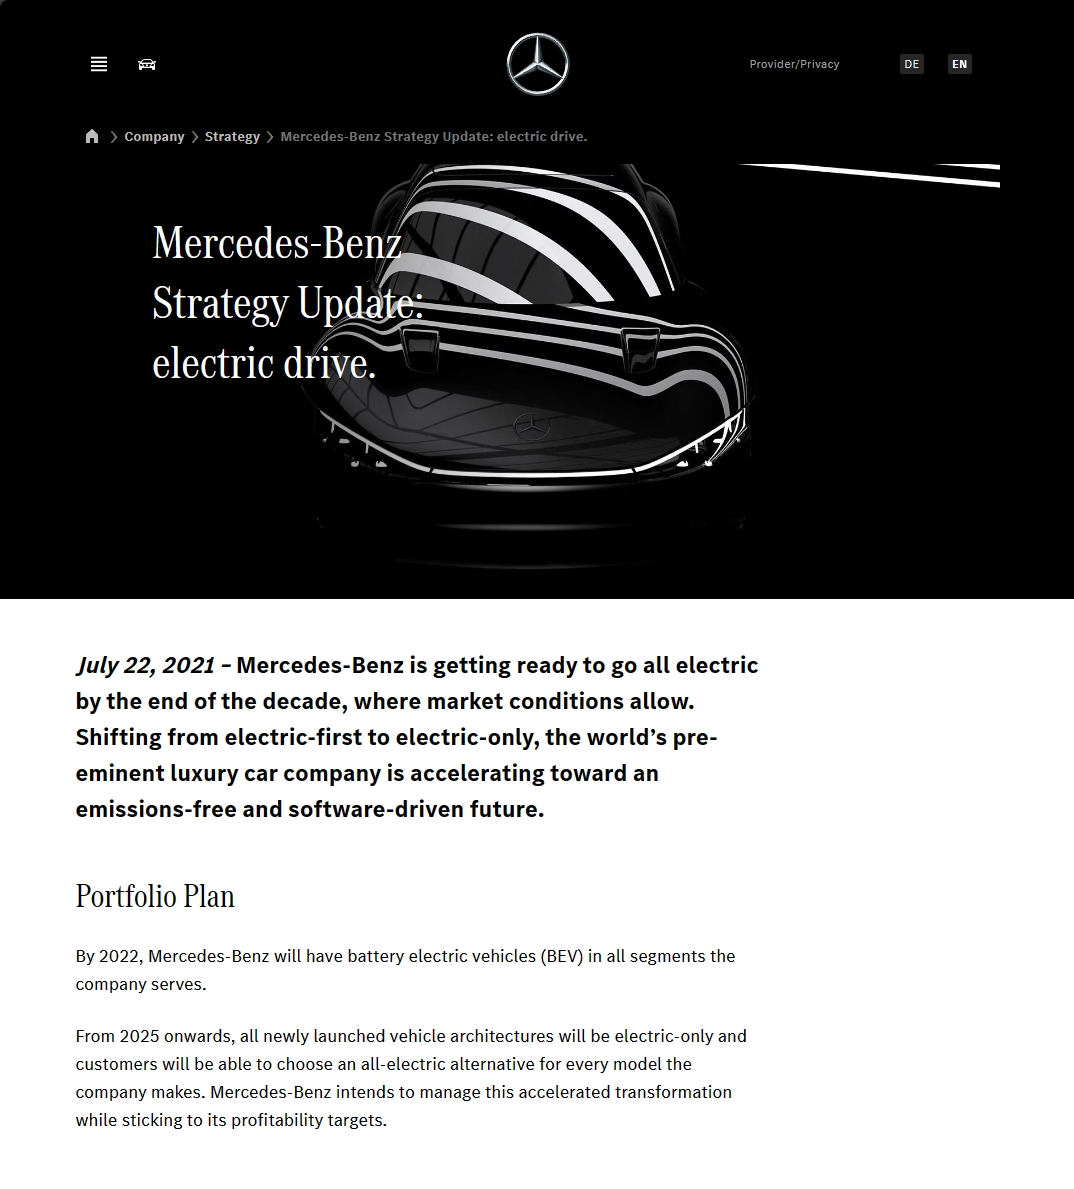 Provider/Privacy
DE
EN
Company
Strategy
Mercedes-Benz Strategy Update: electric drive.
Mercedes-Benz
Strategy Update:
electric drive.
July 22, 2021 – Mercedes-Benz is getting ready to go all electric
by the end of the decade, where market conditions allow.
Shifting from electric-first to electric-only, the world’s pre-
eminent luxury car company is accelerating toward an
emissions-free and software-driven future.
Portfolio Plan
By 2022, Mercedes-Benz will have battery electric vehicles (BEV) in all segments the
company serves.
From 2025 onwards, all newly launched vehicle architectures will be electric-only and
customers will be able to choose an all-electric alternative for every model the
company makes. Mercedes-Benz intends to manage this accelerated transformation
while sticking to its profitability targets.